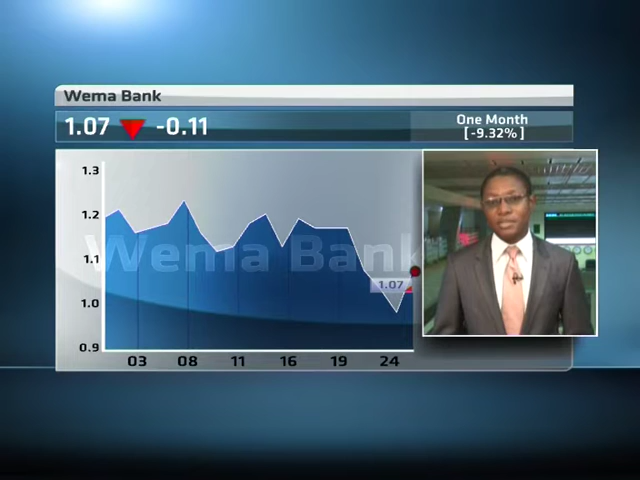 Wema Bank
1.07 -0.11
One Month
[-9.32%]
1.3
1.2
1.1
1.0
0.9
Wema Bank
1.07
03 08 11 16 19 24